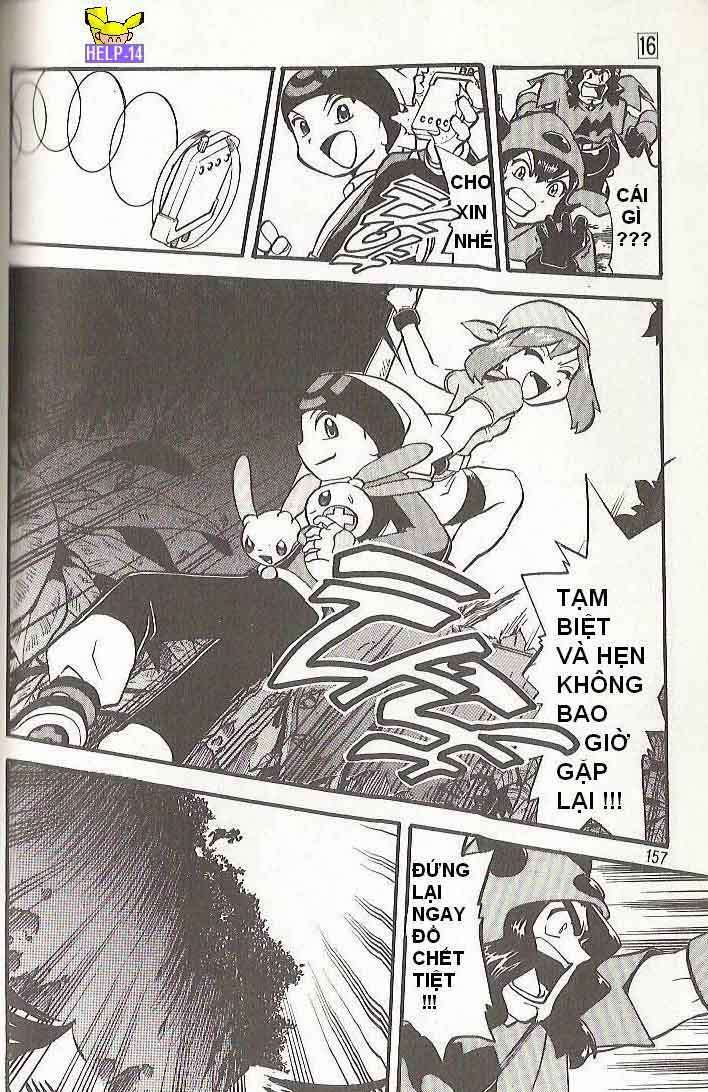 HELP-14
16
CÁI
GÌ
???
CHO
XIN
NHÉ
TẠM
BIỆT
VÀ HẸN
KHÔNG
BAO
GIỜ
GẶP
LẠI !!!
157
ĐỨNG
LẠI
NGAY
ĐỒ
CHẾT
TIỆT
!!!